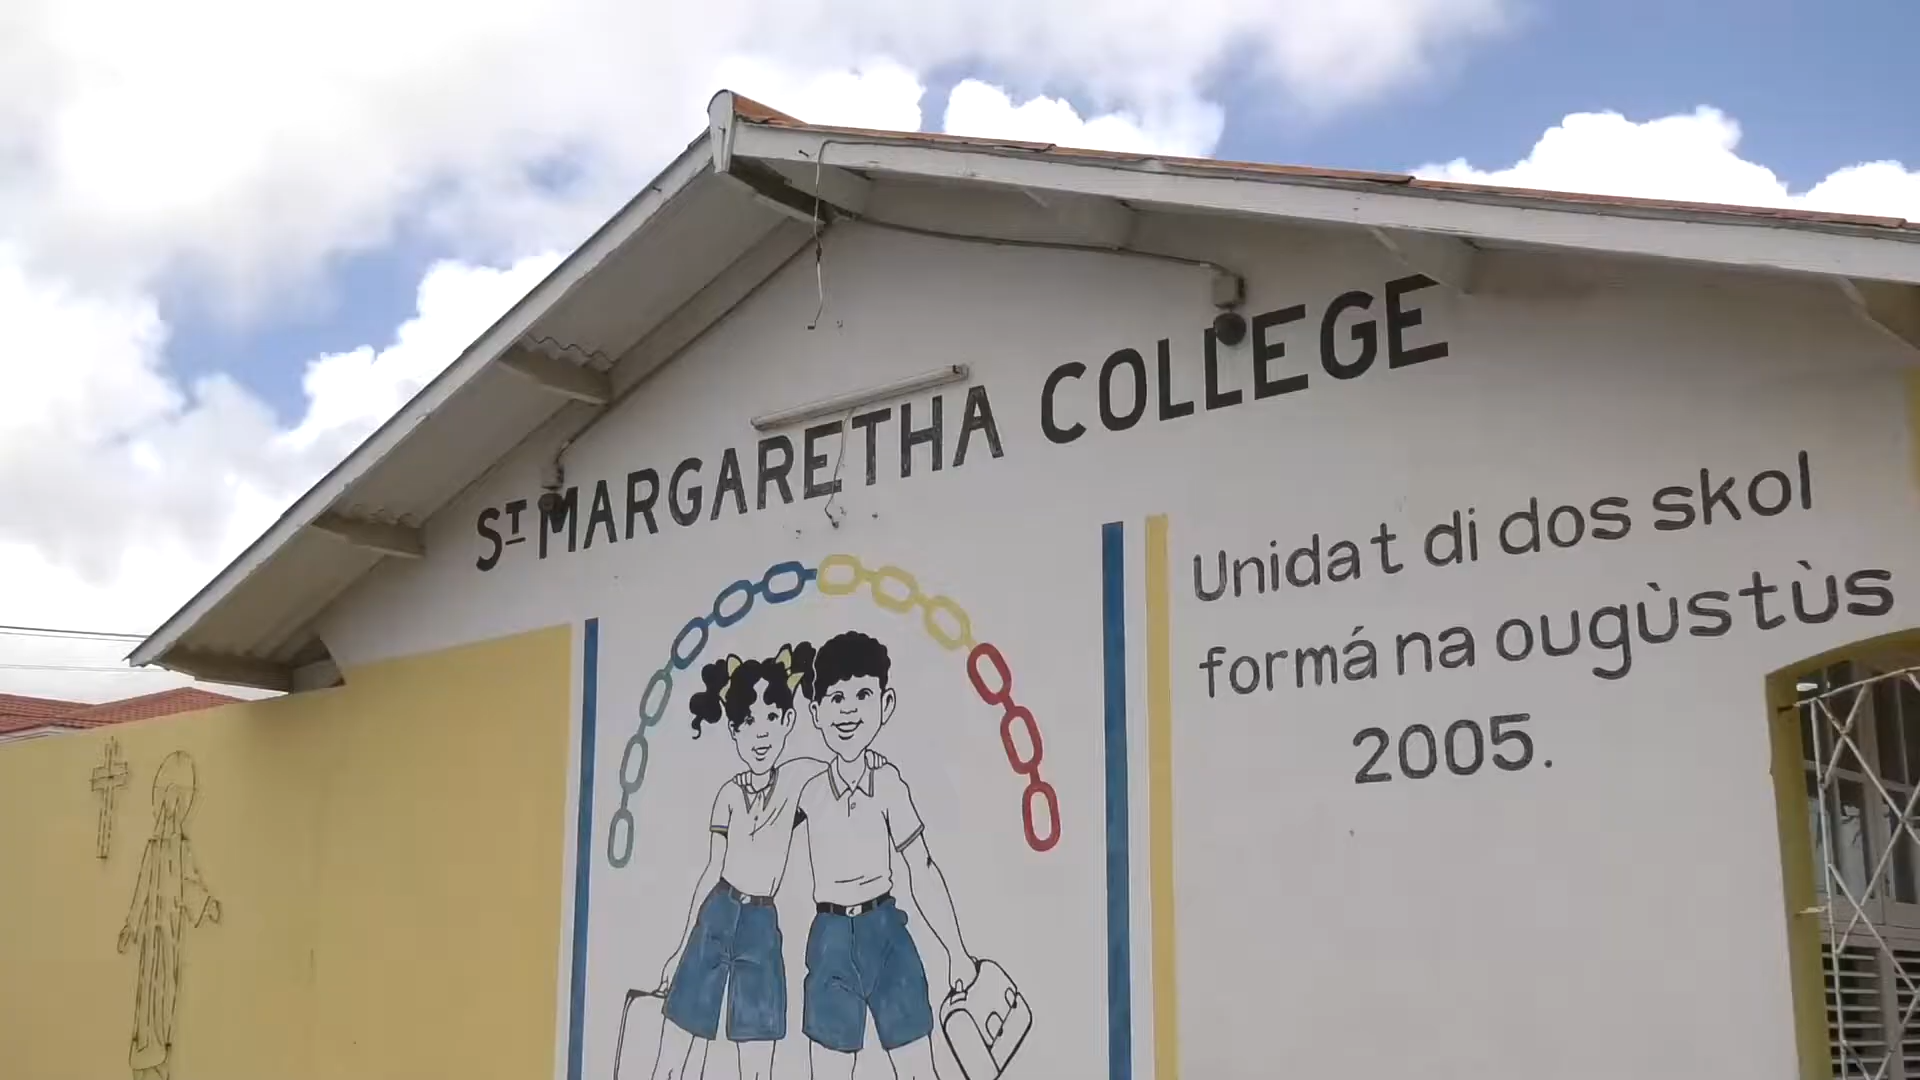 ST MARGARETHA COLLEGE
Unidat di dos skol
formá na ougùstùs
2005.